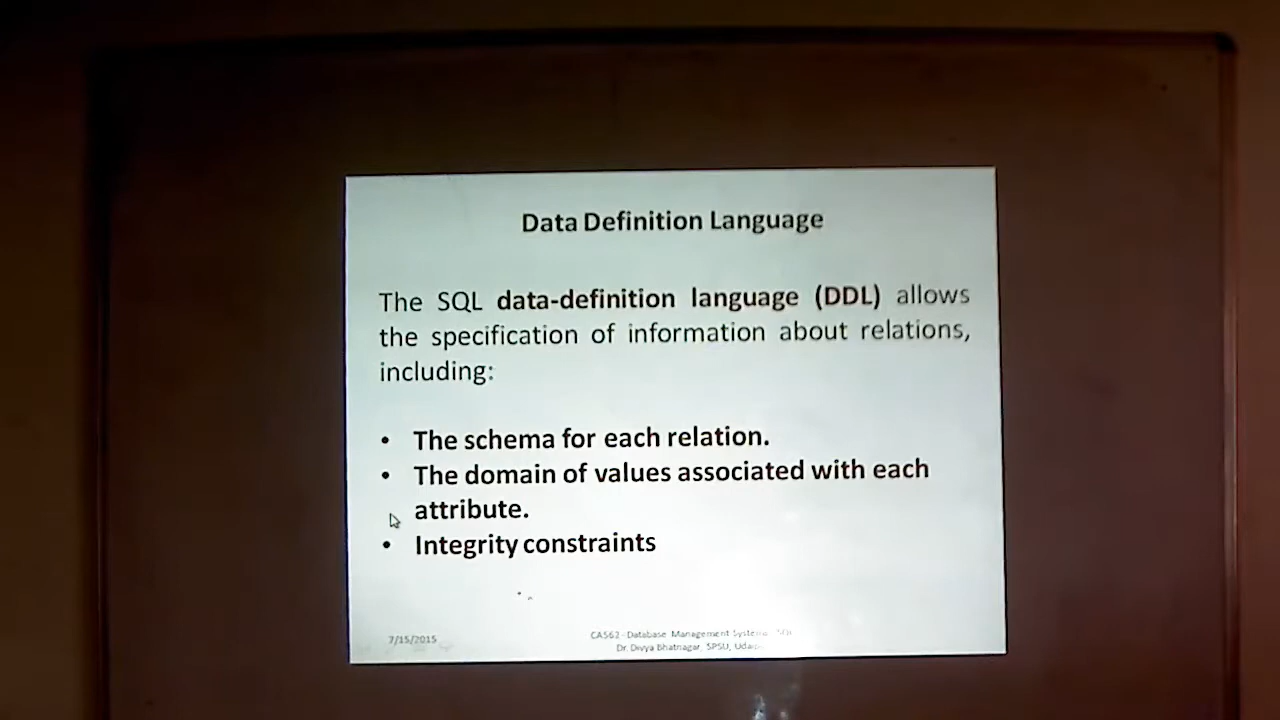 Data Definition Language
The SQL data-definition language (DDL) allows
the specification of information about relations,
including:
• The schema for each relation.
• The domain of values associated with each
attribute.
• Integrity constraints
7/15/2015
CA562 - Database Management Systems SQL
Dr. Divya Bhatnagar, SPSU,